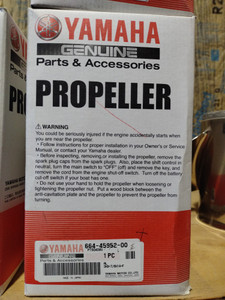 YAMAHA
GENUINE
Parts & Accessories
PROPELLER
WARNING
You could be seriously injured if the engine accidentally starts when
you are near the propeller.
• Follow instructions for proper installation in your Owner's or Service
Manual, or contact your Yamaha dealer.
• Before inspecting, removing or installing the propeller, remove the
spark plug caps from the spark plugs. Also, place the shift control in
neutral, turn the main switch to "OFF" (off) and remove the key, and
remove the cord from the engine shut-off switch. Turn off the battery
cut-off switch if your boat has one.
• Do not use your hand to hold the propeller when loosening or
tightening the propeller nut. Put a wood block between the
anti-cavitation plate and the propeller to prevent the propeller from
turning.
YAMAHA
664-45952-00
1 PC
YAMAHA MOTOR CO., LTD.